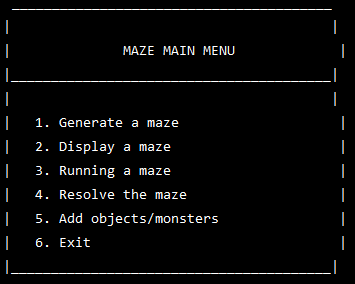 MAZE MAIN MENU
1. Generate a maze
2. Display a maze
3. Running a maze
4. Resolve the maze
5. Add objects/monsters
6. Exit